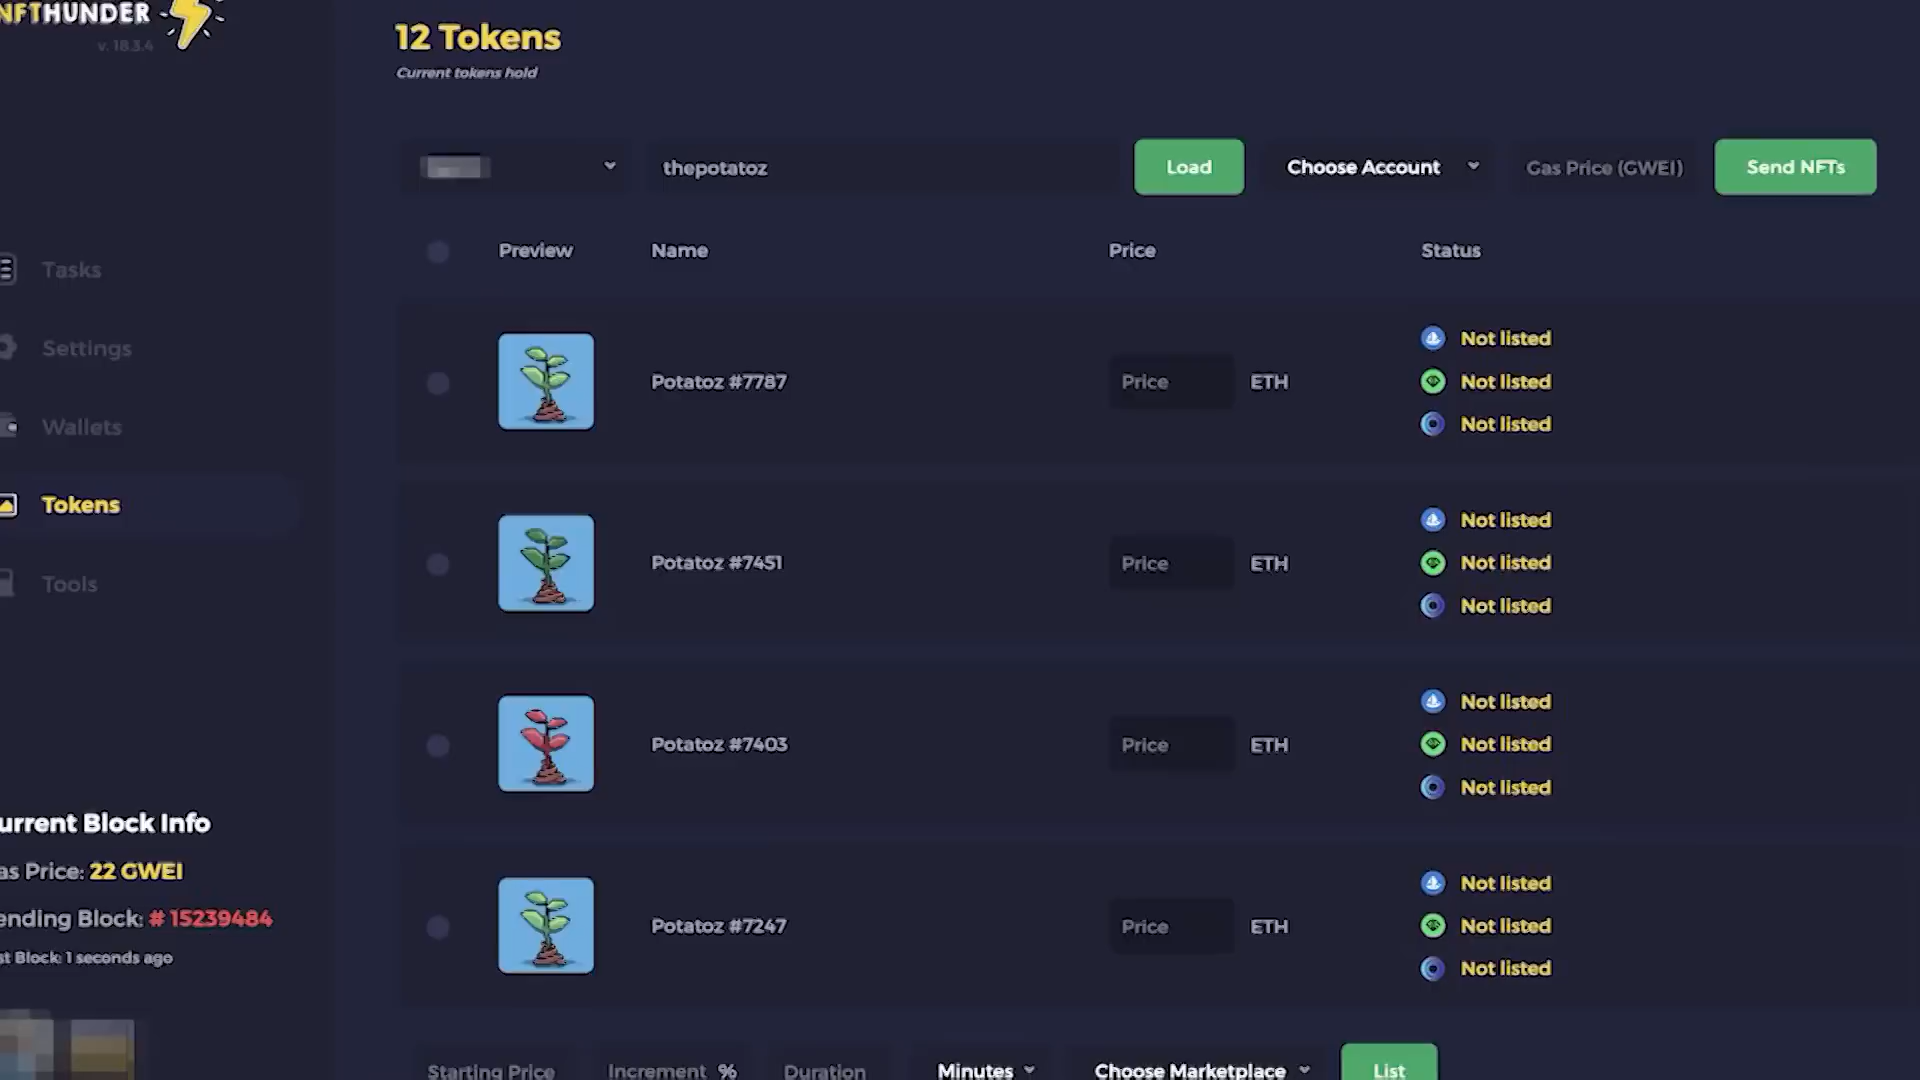 NFTHUNDER
v. 18.3.4
12 Tokens
Current tokens hold
thepotatoz
Load
Choose Account
Gas Price (GWEI)
Send NFTs
Preview
Name
Price
Status
Tasks
Settings
Wallets
Tokens
Tools
Potatoz #7787
Price
ETH
Not listed
Not listed
Not listed
Potatoz #7451
Price
ETH
Not listed
Not listed
Not listed
Potatoz #7403
Price
ETH
Not listed
Not listed
Not listed
Potatoz #7247
Price
ETH
Not listed
Not listed
Not listed
urrent Block Info
as Price: 22 GWEI
ending Block: # 15239484
st Block: 1 seconds ago
Starting Price
Increment %
Duration
Minutes
Choose Marketplace
List